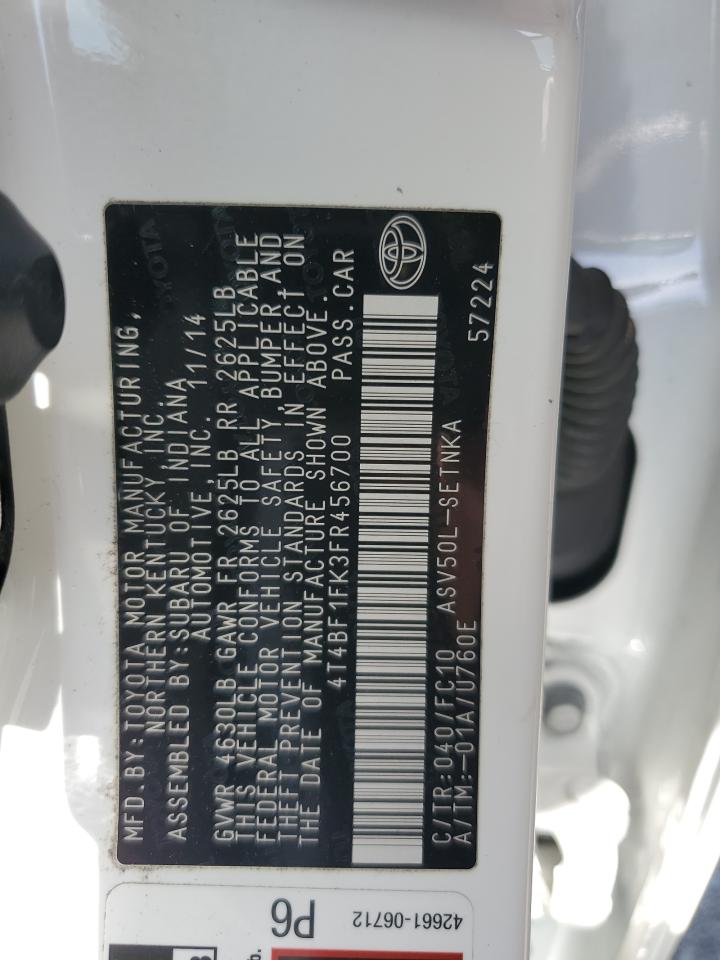 MFD.BY:TOYOTA MOTOR MANUFACTURING,
NORTHERN KENTUCKY INC.
ASSEMBLED BY:SUBARU OF INDIANA
AUTOMOTIVE,INC. 11/14
GVWR 4630LB GAWR FR 2625LB RR 2625LB
THIS VEHICLE CONFORMS TO ALL APPLICABLE
FEDERAL MOTOR VEHICLE SAFETY,BUMPER,AND
THEFT PREVENTION STANDARDS IN EFFECT ON
THE DATE OF MANUFACTURE SHOWN ABOVE.
4T4BF1FK3FR456700 PASS.CAR
C/TR:040/FC10 ASV50L-SETNKA
A/TM:-01A/U760E 57224
P6
42661-06712